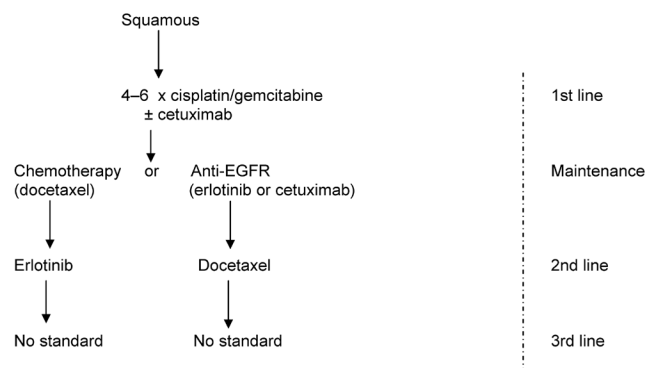 Squamous
4–6 x cisplatin/gemcitabine
± cetuximab
1st line
Chemotherapy
(docetaxel)
or
Anti-EGFR
(erlotinib or cetuximab)
Maintenance
Erlotinib
Docetaxel
2nd line
No standard
No standard
3rd line